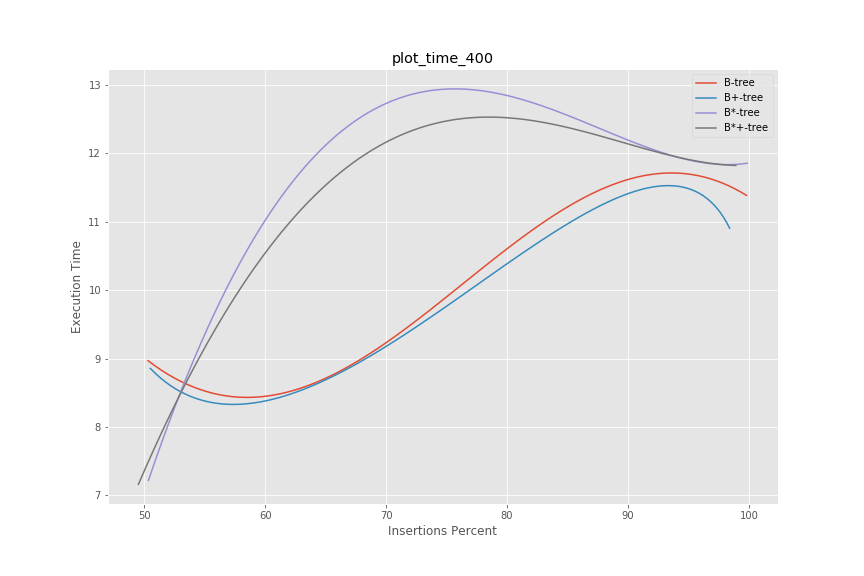 plot_time_400
B-tree
B+-tree
B*-tree
B*+-tree
13
12
11
10
9
8
7
Execution Time
50 60 70 80 90 100
Insertions Percent